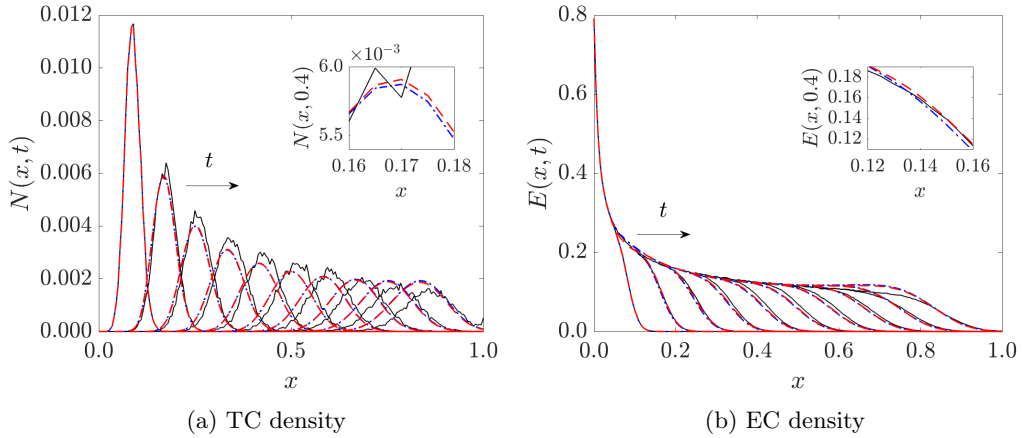 0.012
0.010
0.008
0.006
0.004
0.002
0.000
N(x, t)
0.0
0.5
1.0
x
t
×10⁻³
6.0
5.5
N(x, 0.4)
0.16
0.17
0.18
x
(a) TC density
0.8
0.6
0.4
0.2
0.0
E(x, t)
0.0
0.2
0.4
0.6
0.8
1.0
x
t
0.18
0.16
0.14
0.12
E(x, 0.4)
0.12
0.14
0.16
x
(b) EC density